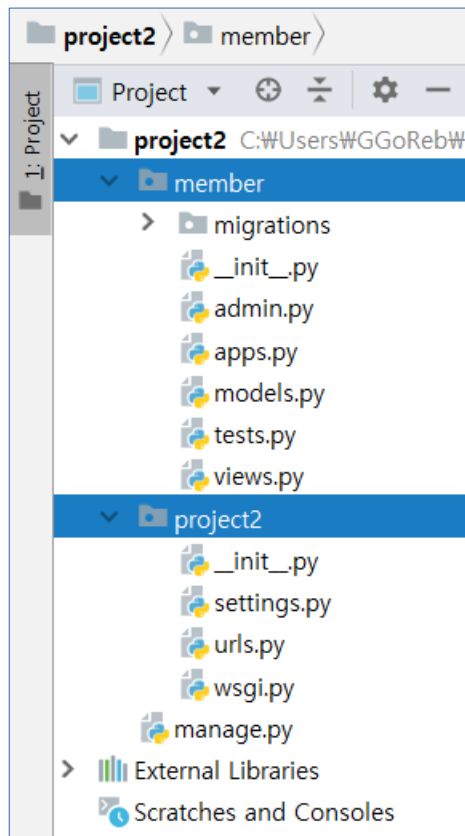 project2 member
1: Project
Project
project2 C:₩Users₩GGoReb₩
member
migrations
__init__.py
admin.py
apps.py
models.py
tests.py
views.py
project2
__init__.py
settings.py
urls.py
wsgi.py
manage.py
External Libraries
Scratches and Consoles